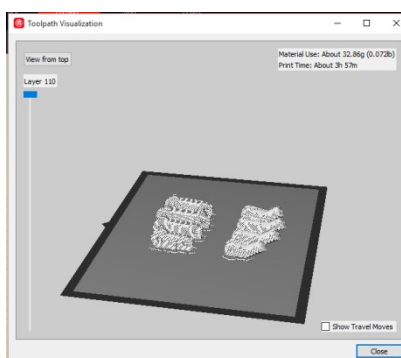 Toolpath Visualization
View from top
Material Use: About 32.86g (0.072lb)
Print Time: About 3h 57m
Layer 110
Show Travel Moves
Close